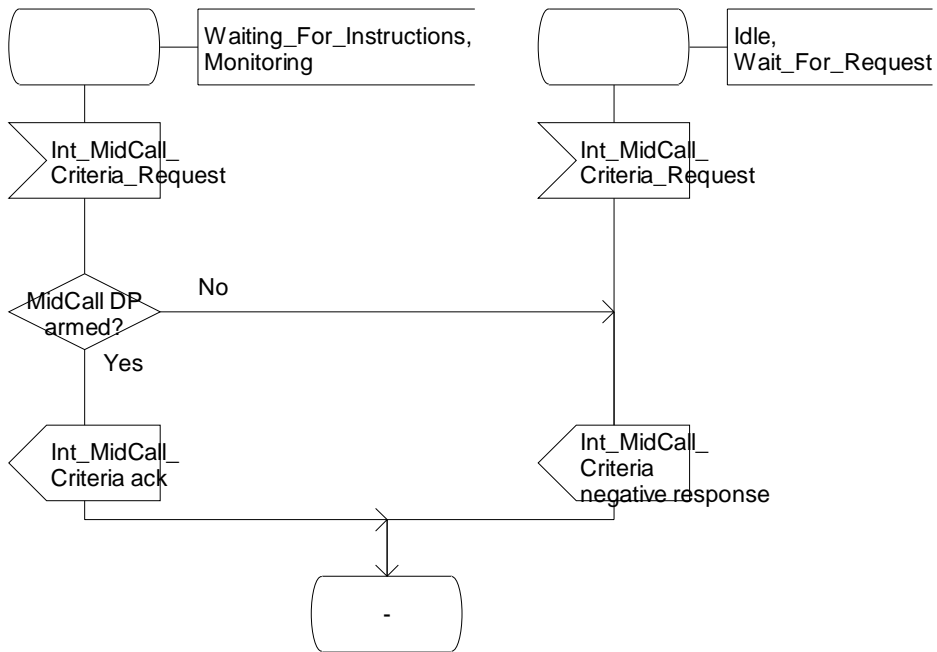 Waiting_For_Instructions,
Monitoring
Idle,
Wait_For_Request
Int_MidCall_
Criteria_Request
Int_MidCall_
Criteria_Request
MidCall DP
armed?
No
Yes
Int_MidCall_
Criteria ack
Int_MidCall_
Criteria
negative response
-